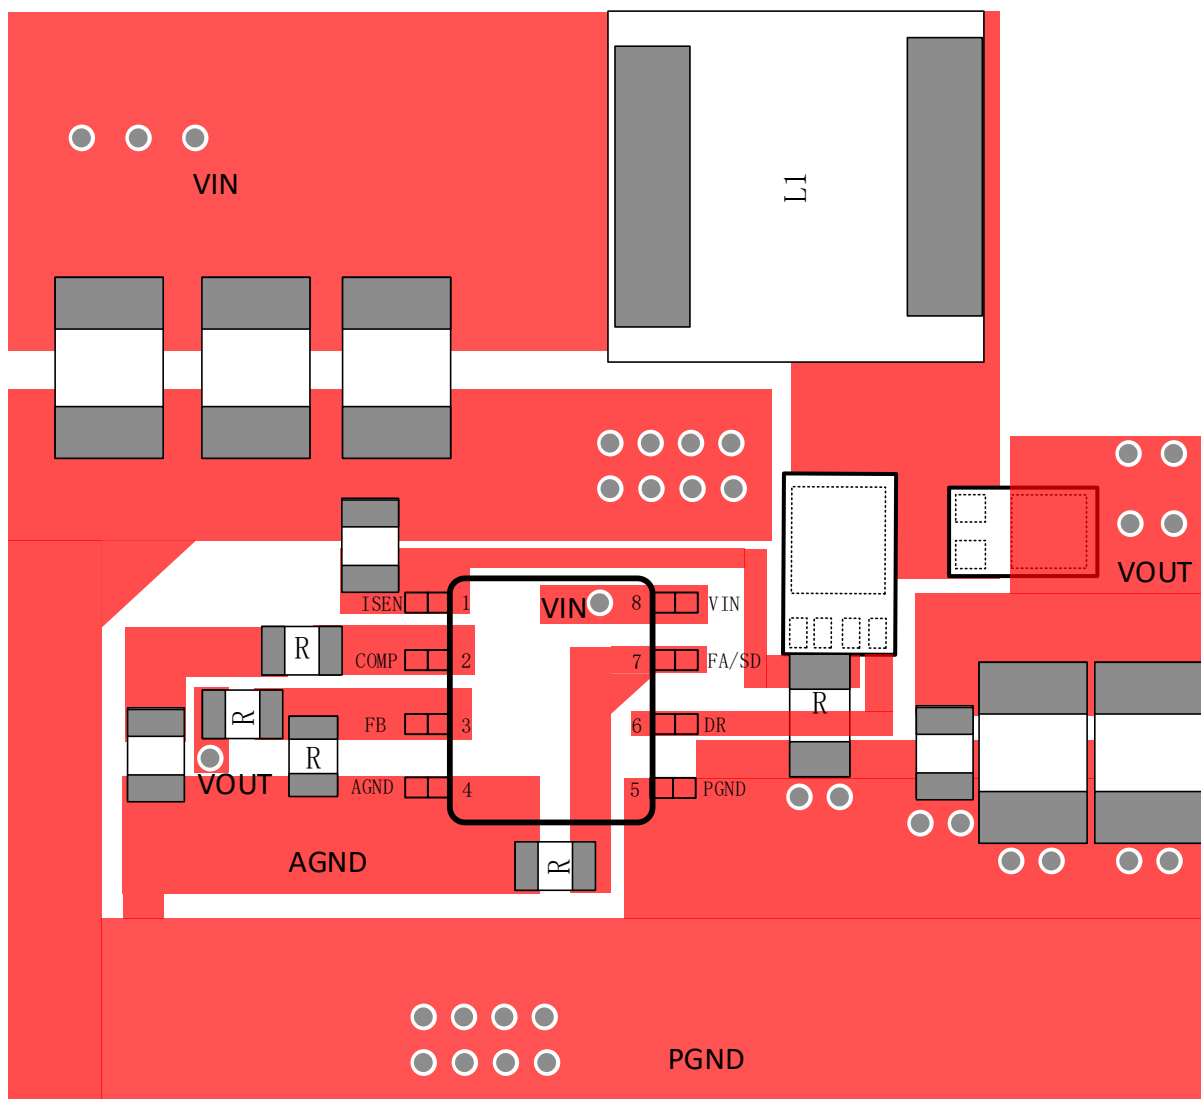 VIN
L1
VOUT
ISEN 1 VIN 8 VIN
R COMP 2 7 FA/SD
R FB 3 6 DR R
R
VOUT AGND 4 5 PGND
AGND R
PGND